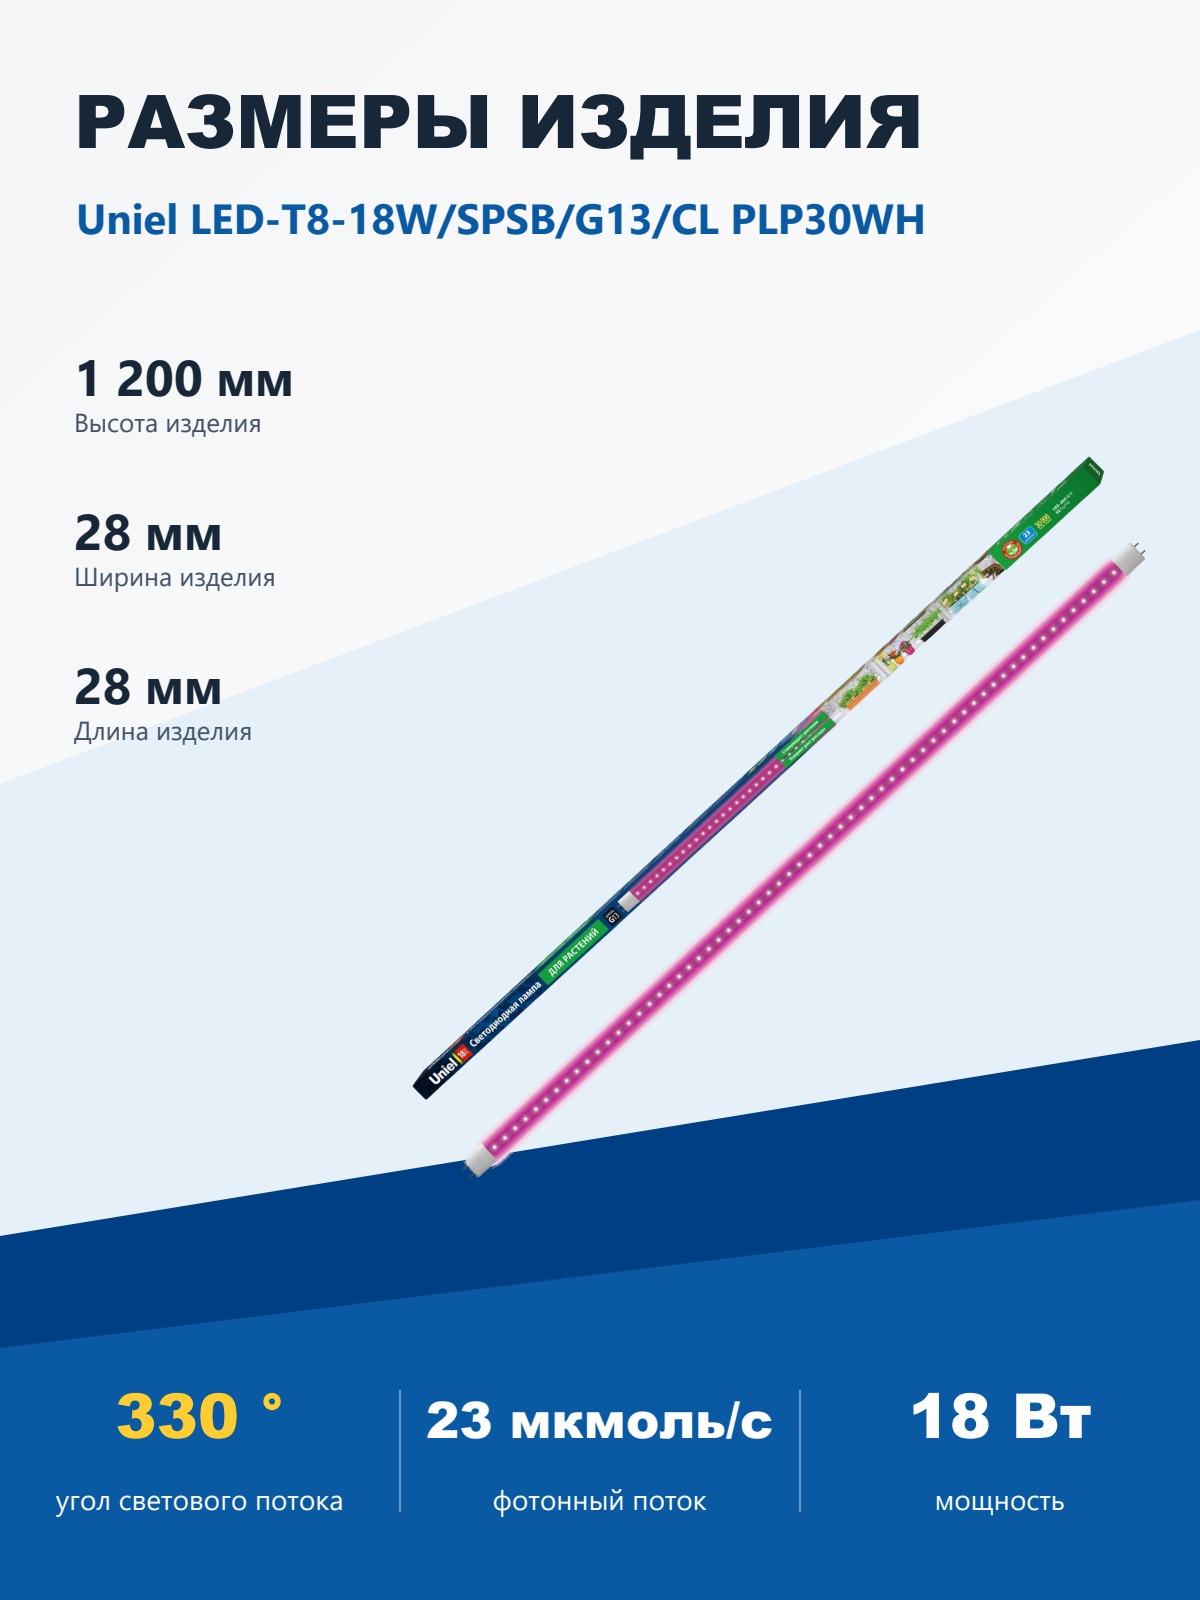 РАЗМЕРЫ ИЗДЕЛИЯ
Uniel LED-T8-18W/SPSB/G13/CL PLP30WH
1 200 мм
Высота изделия
28 мм
Ширина изделия
28 мм
Длина изделия
Uniel
Светодиодная лампа
ДЛЯ РАСТЕНИЙ
G13
23
330 °
угол светового потока
23 мкмоль/с
фотонный поток
18 Вт
мощность